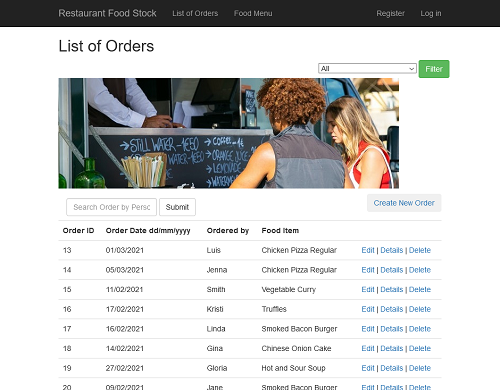 Restaurant Food Stock List of Orders Food Menu Register Log in
List of Orders
All Filter
→STILL WATER
→COFFEE
→ORANGE JUICE
→LEMONADE
Search Order by Persc Submit Create New Order
Order ID Order Date dd/mm/yyyy Ordered by Food Item
13 01/03/2021 Luis Chicken Pizza Regular Edit | Details | Delete
14 05/03/2021 Jenna Chicken Pizza Regular Edit | Details | Delete
15 11/02/2021 Smith Vegetable Curry Edit | Details | Delete
16 17/02/2021 Kristi Truffles Edit | Details | Delete
17 16/02/2021 Linda Smoked Bacon Burger Edit | Details | Delete
18 14/02/2021 Gina Chinese Onion Cake Edit | Details | Delete
19 27/02/2021 Gloria Hot and Sour Soup Edit | Details | Delete
20 09/02/2021 Jane Smoked Bacon Burger Edit | Details | Delete